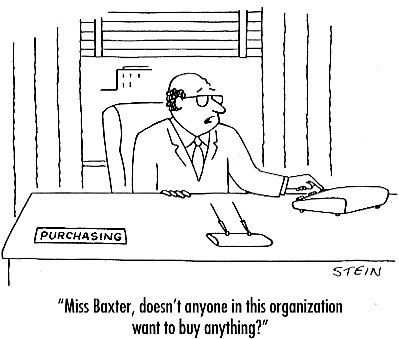 PURCHASING
STEIN
"Miss Baxter, doesn't anyone in this organization
want to buy anything?"